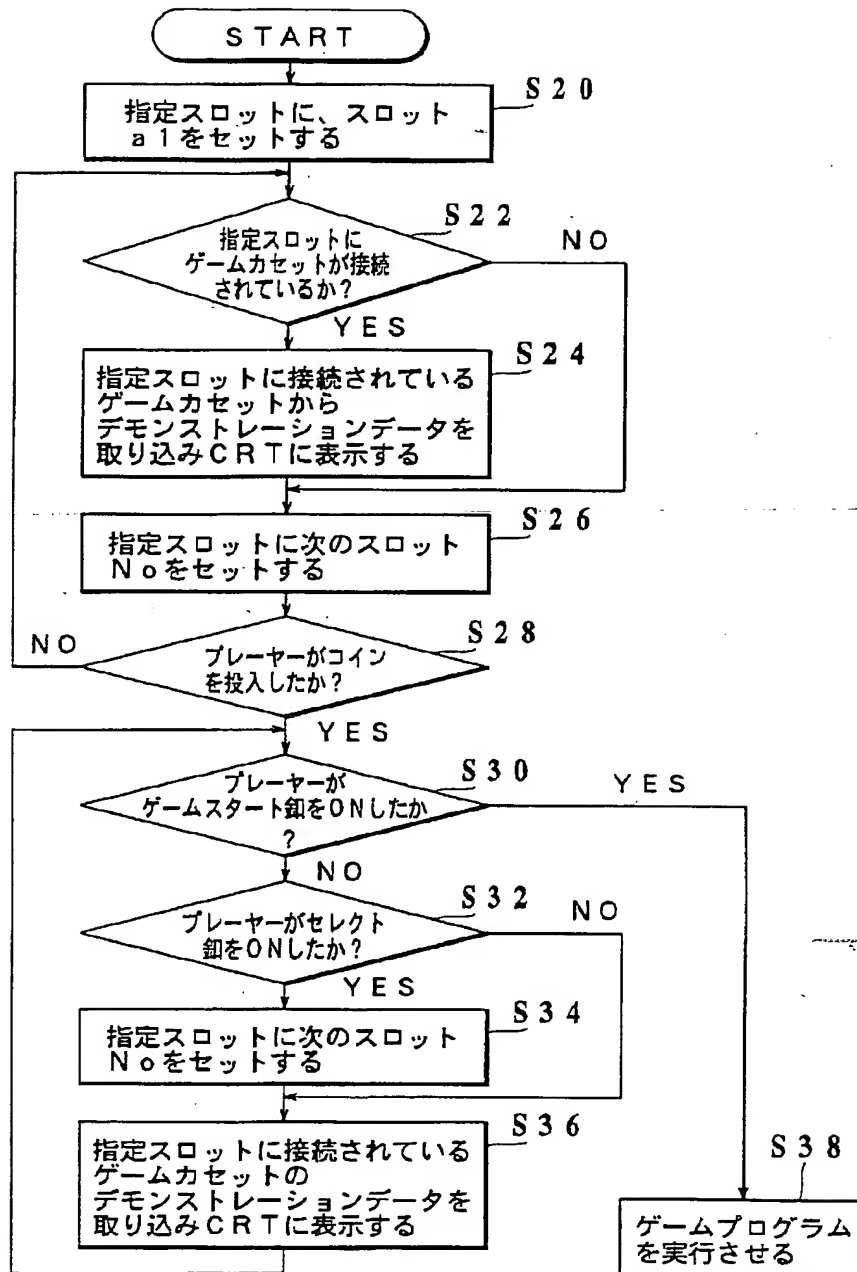 START
S20
指定スロットに、スロット
a1をセットする
S22
指定スロットに
ゲームカセットが接続
されているか?
NO
YES
S24
指定スロットに接続されている
ゲームカセットから
デモンストレーションデータを
取り込みCRTに表示する
S26
指定スロットに次のスロット
Noをセットする
S28
プレーヤーがコイン
を投入したか?
NO
YES
S30
プレーヤーが
ゲームスタート釦をONしたか
?
YES
NO
S32
プレーヤーがセレクト
釦をONしたか?
NO
YES
S34
指定スロットに次のスロット
Noをセットする
S36
指定スロットに接続されている
ゲームカセットの
デモンストレーションデータを
取り込みCRTに表示する
S38
ゲームプログラム
を実行させる